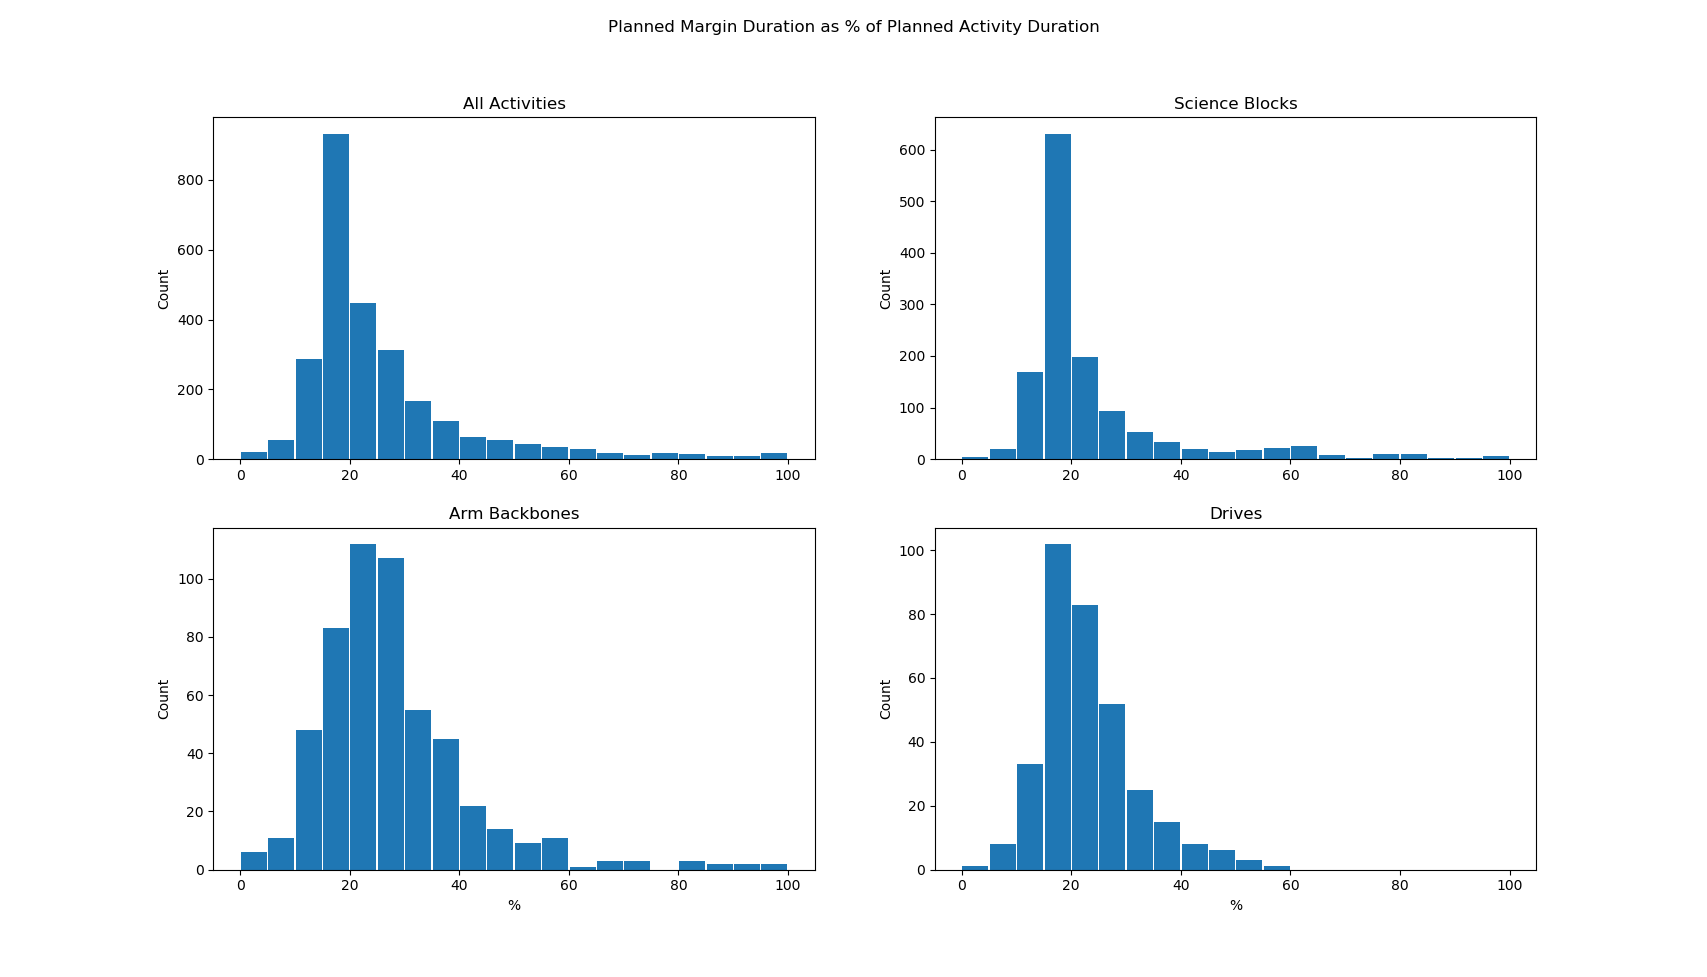 Planned Margin Duration as % of Planned Activity Duration
All Activities
Count
800
600
400
200
0
0 20 40 60 80 100
Science Blocks
Count
600
500
400
300
200
100
0
0 20 40 60 80 100
Arm Backbones
Count
100
80
60
40
20
0
0 20 40 60 80 100
%
Drives
Count
100
80
60
40
20
0
0 20 40 60 80 100
%